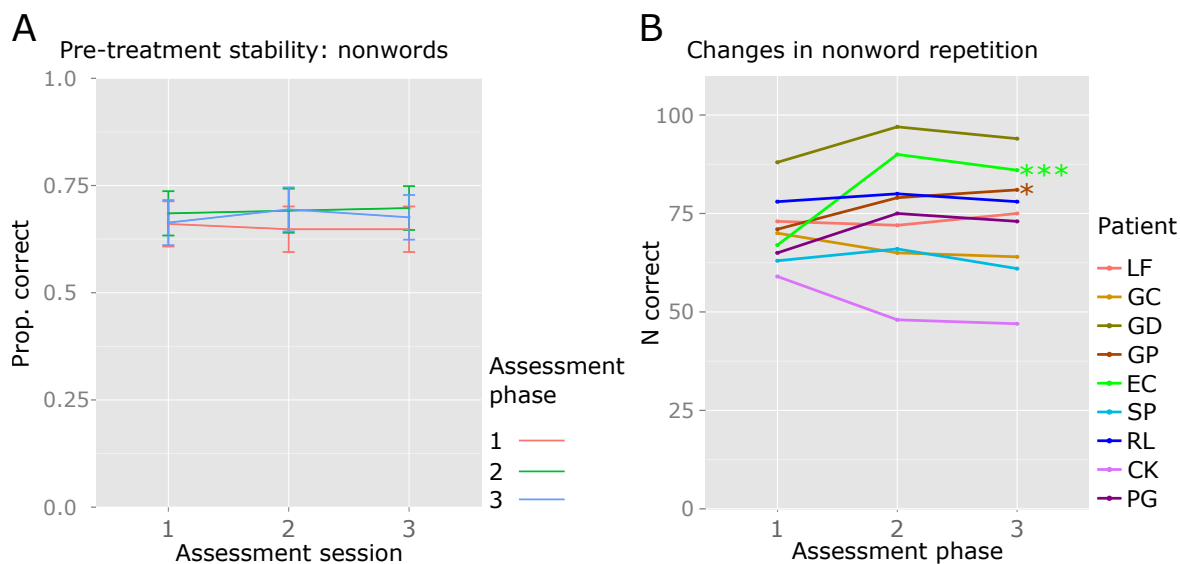 A
Pre-treatment stability: nonwords
1.0
0.75
0.5
0.25
0.0
Prop. correct
1 2 3
Assessment session
Assessment
phase
1
2
3
B
Changes in nonword repetition
100
75
50
25
0
N correct
***
*
1 2 3
Assessment phase
Patient
LF
GC
GD
GP
EC
SP
RL
CK
PG